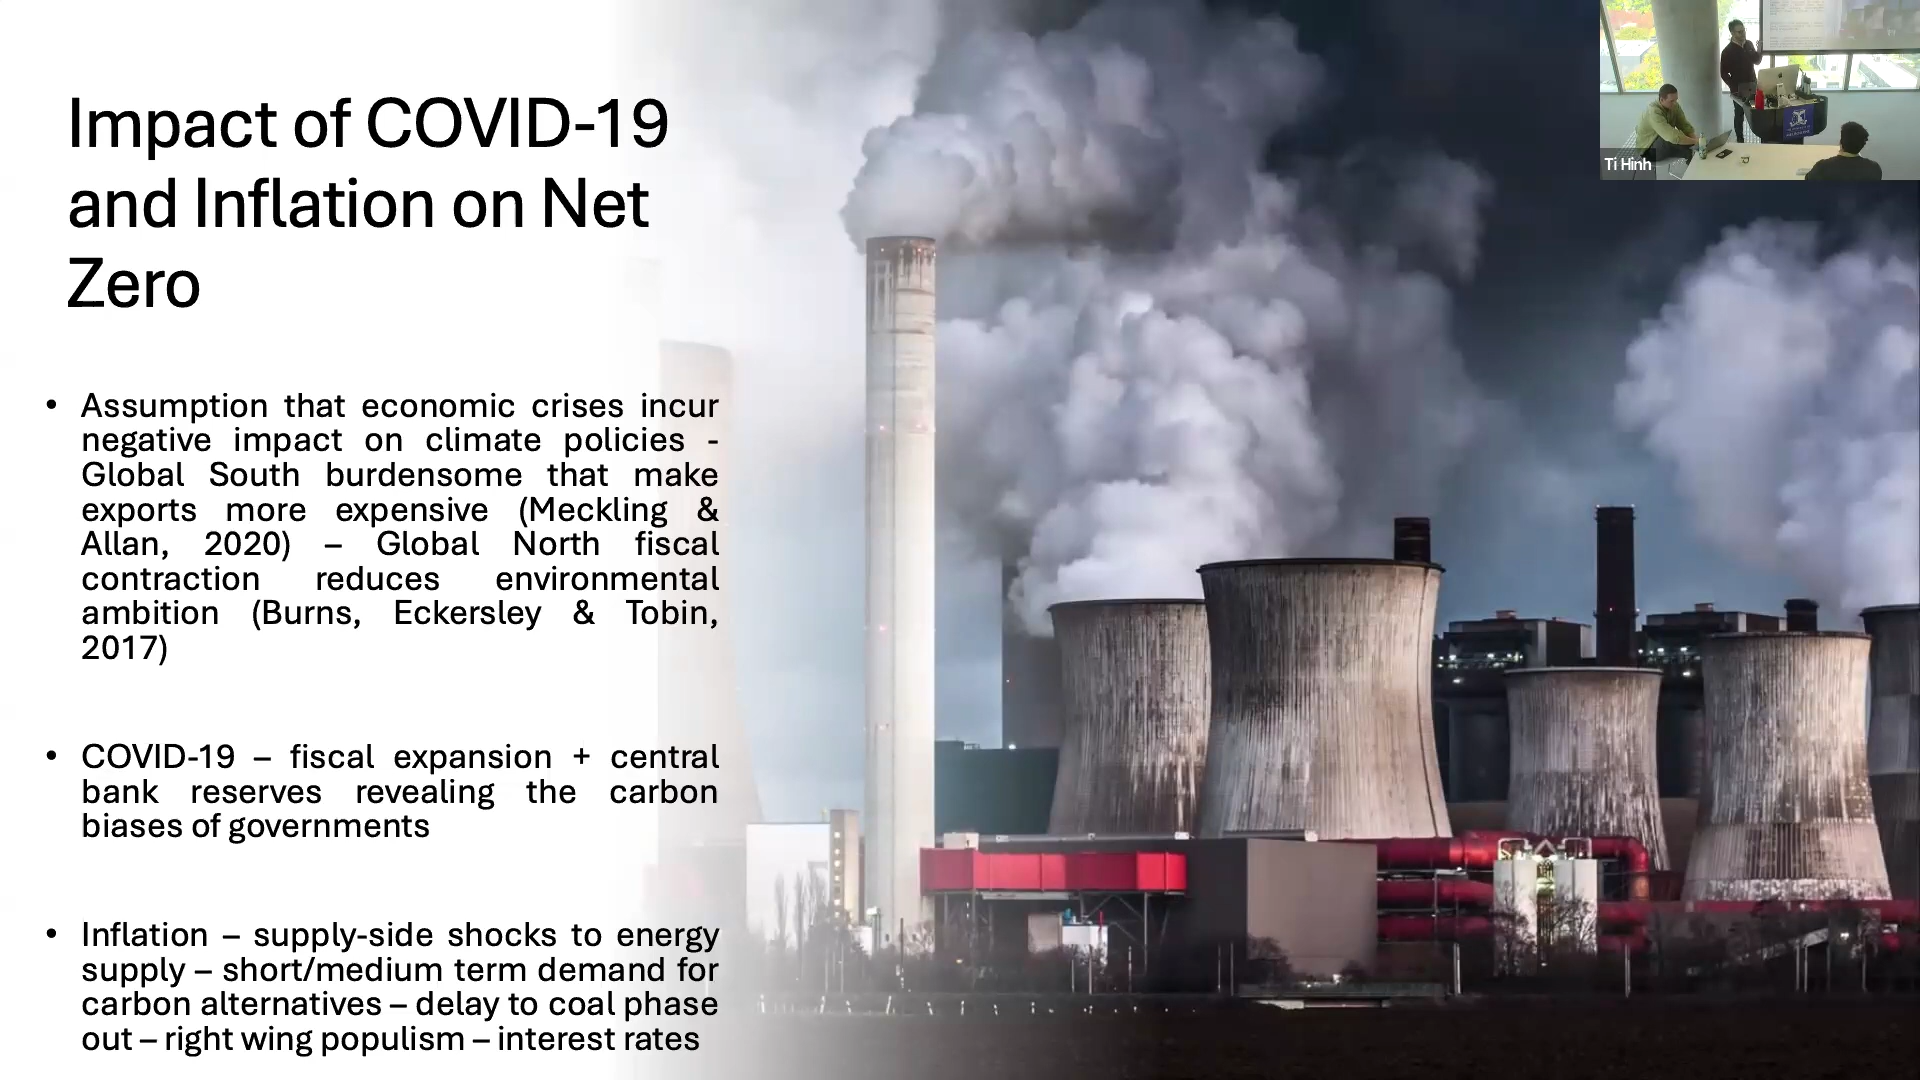 Impact of COVID-19
and Inflation on Net
Zero
• Assumption that economic crises incur
negative impact on climate policies -
Global South burdensome that make
exports more expensive (Meckling &
Allan, 2020) – Global North fiscal
contraction reduces environmental
ambition (Burns, Eckersley & Tobin,
2017)
• COVID-19 – fiscal expansion + central
bank reserves revealing the carbon
biases of governments
• Inflation – supply-side shocks to energy
supply – short/medium term demand for
carbon alternatives – delay to coal phase
out – right wing populism – interest rates
Ti Hinh